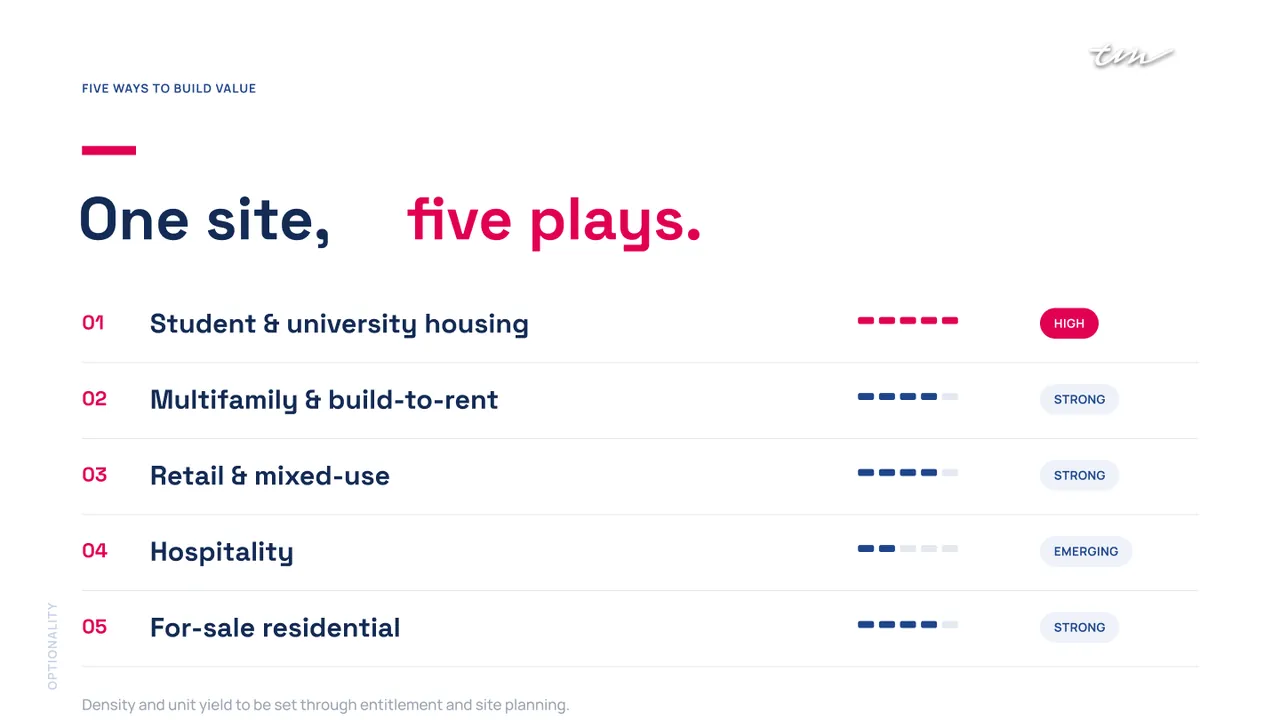 tm
FIVE WAYS TO BUILD VALUE
One site, five plays.
01 Student & university housing HIGH
02 Multifamily & build-to-rent STRONG
03 Retail & mixed-use STRONG
04 Hospitality EMERGING
05 For-sale residential STRONG
OPTIONALITY
Density and unit yield to be set through entitlement and site planning.